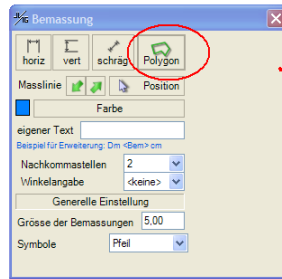 Bemassung
horiz vert schräg Polygon
Masslinie Position
Farbe
eigener Text
Beispiel für Erweiterung: Dm <Bem> cm
Nachkommastellen 2
Winkelangabe <keine>
Generelle Einstellung
Grösse der Bemassungen 5,00
Symbole Pfeil